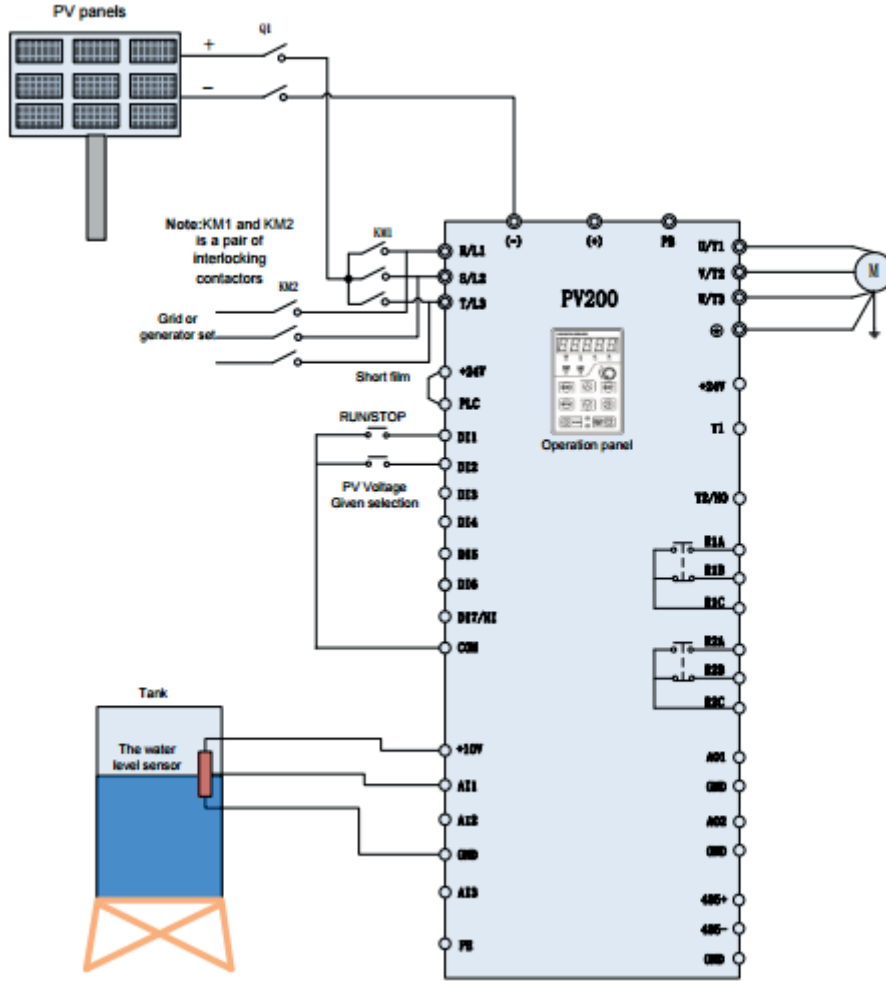 PV panels
+
Q1
−
Note:KM1 and KM2
is a pair of
interlocking
contactors
KM1
KM2
Grid or
generator set
Short film
RUN/STOP
PV Voltage
Given selection
R/L1
S/L2
T/L3
+24V
PLC
DI1
DI2
DI3
DI4
DI5
DI6
DI7/HI
COM
+10V
AI1
AI2
GND
AI3
PE
(-)
(+)
PB
PV200
Operation panel
U/T1
V/T2
W/T3
M
+24V
Y1
Y2/HO
R1A
R1B
R1C
R2A
R2B
R2C
AO1
GND
AO2
GND
485+
485-
GND
Tank
The water
level sensor